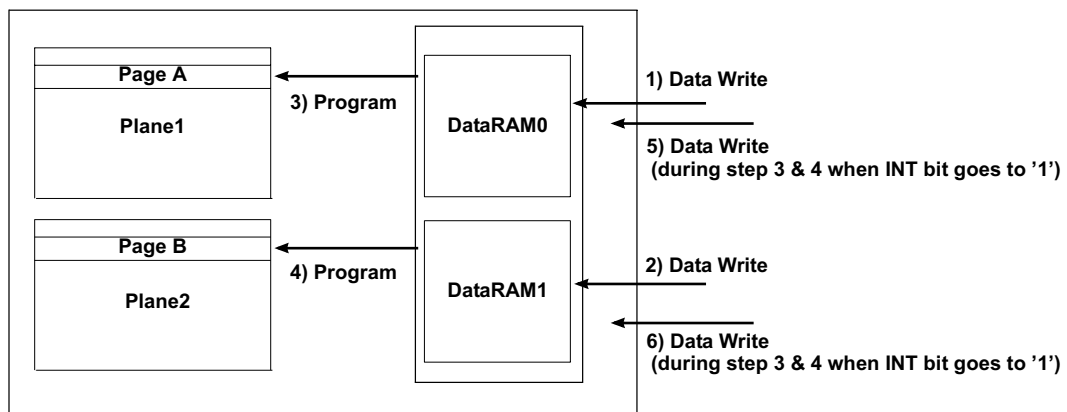 Page A
Plane1
3) Program
DataRAM0
1) Data Write
5) Data Write
(during step 3 & 4 when INT bit goes to ’1’)
Page B
Plane2
4) Program
DataRAM1
2) Data Write
6) Data Write
(during step 3 & 4 when INT bit goes to ’1’)